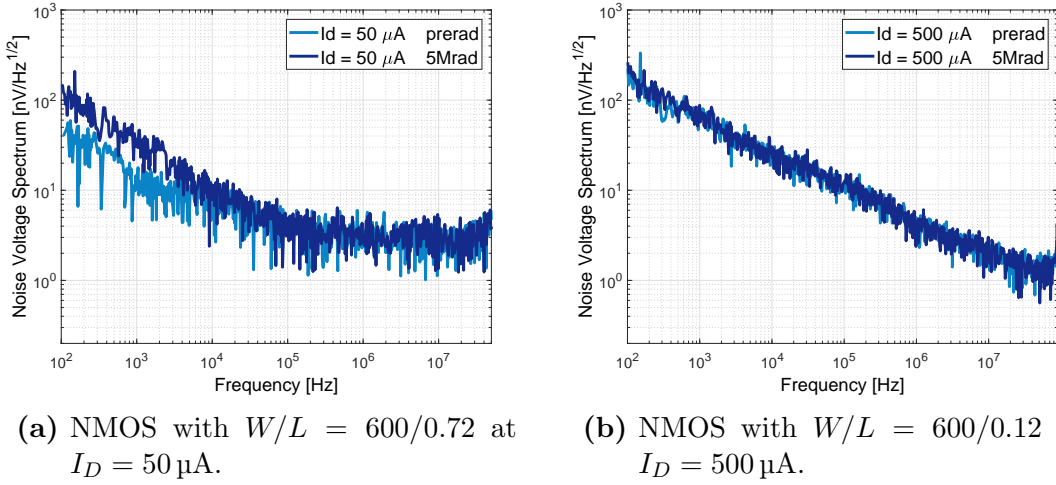 10³
10²
10¹
10⁰
10² 10³ 10⁴ 10⁵ 10⁶ 10⁷
Frequency [Hz]
Noise Voltage Spectrum [nV/Hz^1/2]
Id = 50 μA prerad
Id = 50 μA 5Mrad
(a) NMOS with W/L = 600/0.72 at
I_D = 50 µA.
10³
10²
10¹
10⁰
10² 10³ 10⁴ 10⁵ 10⁶ 10⁷
Frequency [Hz]
Noise Voltage Spectrum [nV/Hz^1/2]
Id = 500 μA prerad
Id = 500 μA 5Mrad
(b) NMOS with W/L = 600/0.12
I_D = 500 µA.